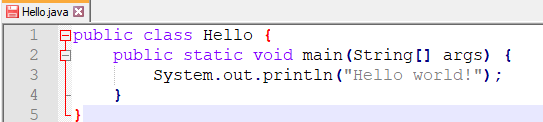 Hello.java
1 public class Hello {
2     public static void main(String[] args) {
3         System.out.println("Hello world!");
4     }
5 }